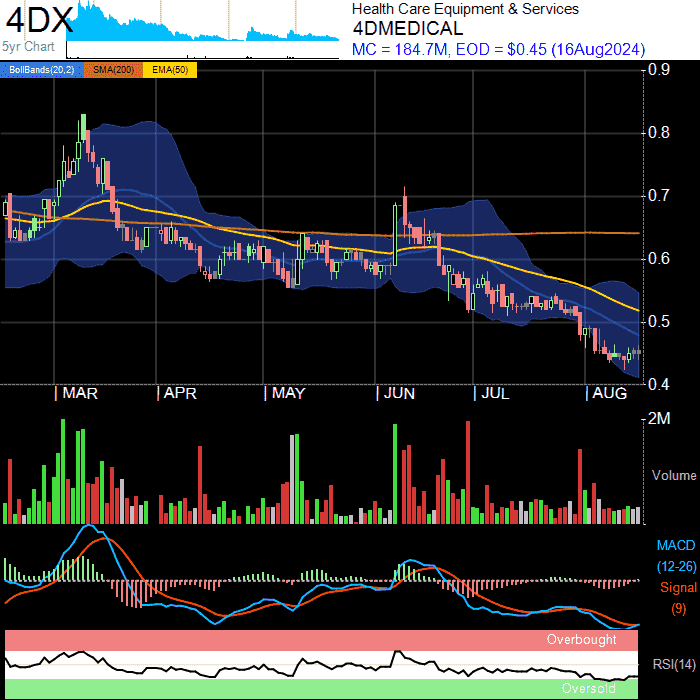 4DX
5yr Chart
Health Care Equipment & Services
4DMEDICAL
MC = 184.7M, EOD = $0.45 (16Aug2024)
BollBands(20,2) SMA(200) EMA(50)
0.9
0.8
0.7
0.6
0.5
0.4
MAR APR MAY JUN JUL AUG
2M
Volume
MACD
(12-26)
Signal
(9)
Overbought
RSI(14)
Oversold